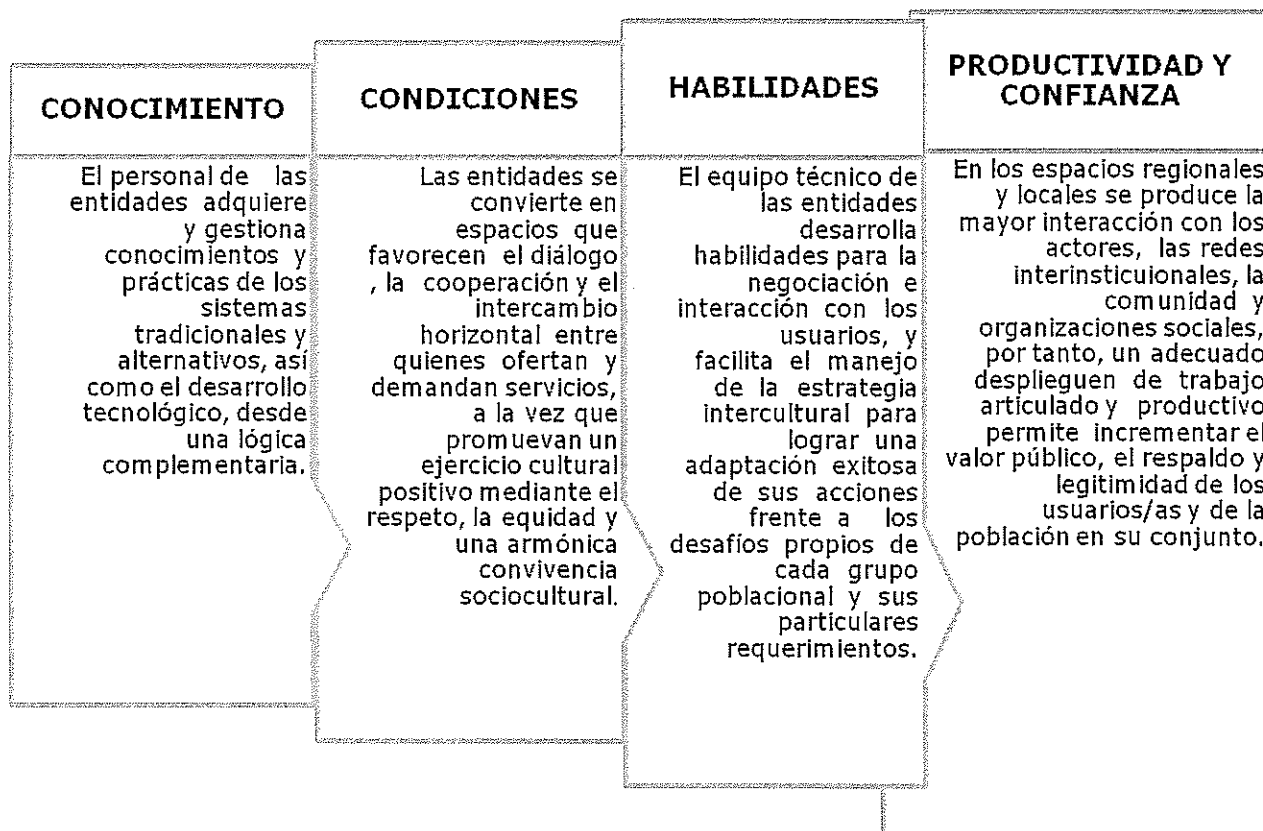 CONOCIMIENTO
El personal de las
entidades adquiere
y gestiona
conocimientos y
prácticas de los
sistemas
tradicionales y
alternativos, así
como el desarrollo
tecnológico, desde
una lógica
complementaria.
CONDICIONES
Las entidades se
convierte en
espacios que
favorecen el diálogo
, la cooperación y el
intercambio
horizontal entre
quienes ofertan y
demandan servicios,
a la vez que
promuevan un
ejercicio cultural
positivo mediante el
respeto, la equidad y
una armónica
convivencia
sociocultural.
HABILIDADES
El equipo técnico de
las entidades
desarrolla
habilidades para la
negociación e
interacción con los
usuarios, y
facilita el manejo
de la estrategia
intercultural para
lograr una
adaptación exitosa
de sus acciones
frente a los
desafíos propios de
cada grupo
poblacional y sus
particulares
requerimientos.
PRODUCTIVIDAD Y
CONFIANZA
En los espacios regionales
y locales se produce la
mayor interacción con los
actores, las redes
interinsticuionales, la
comunidad y
organizaciones sociales,
por tanto, un adecuado
desplieguen de trabajo
articulado y productivo
permite incrementar el
valor público, el respaldo y
legitimidad de los
usuarios/as y de la
población en su conjunto.